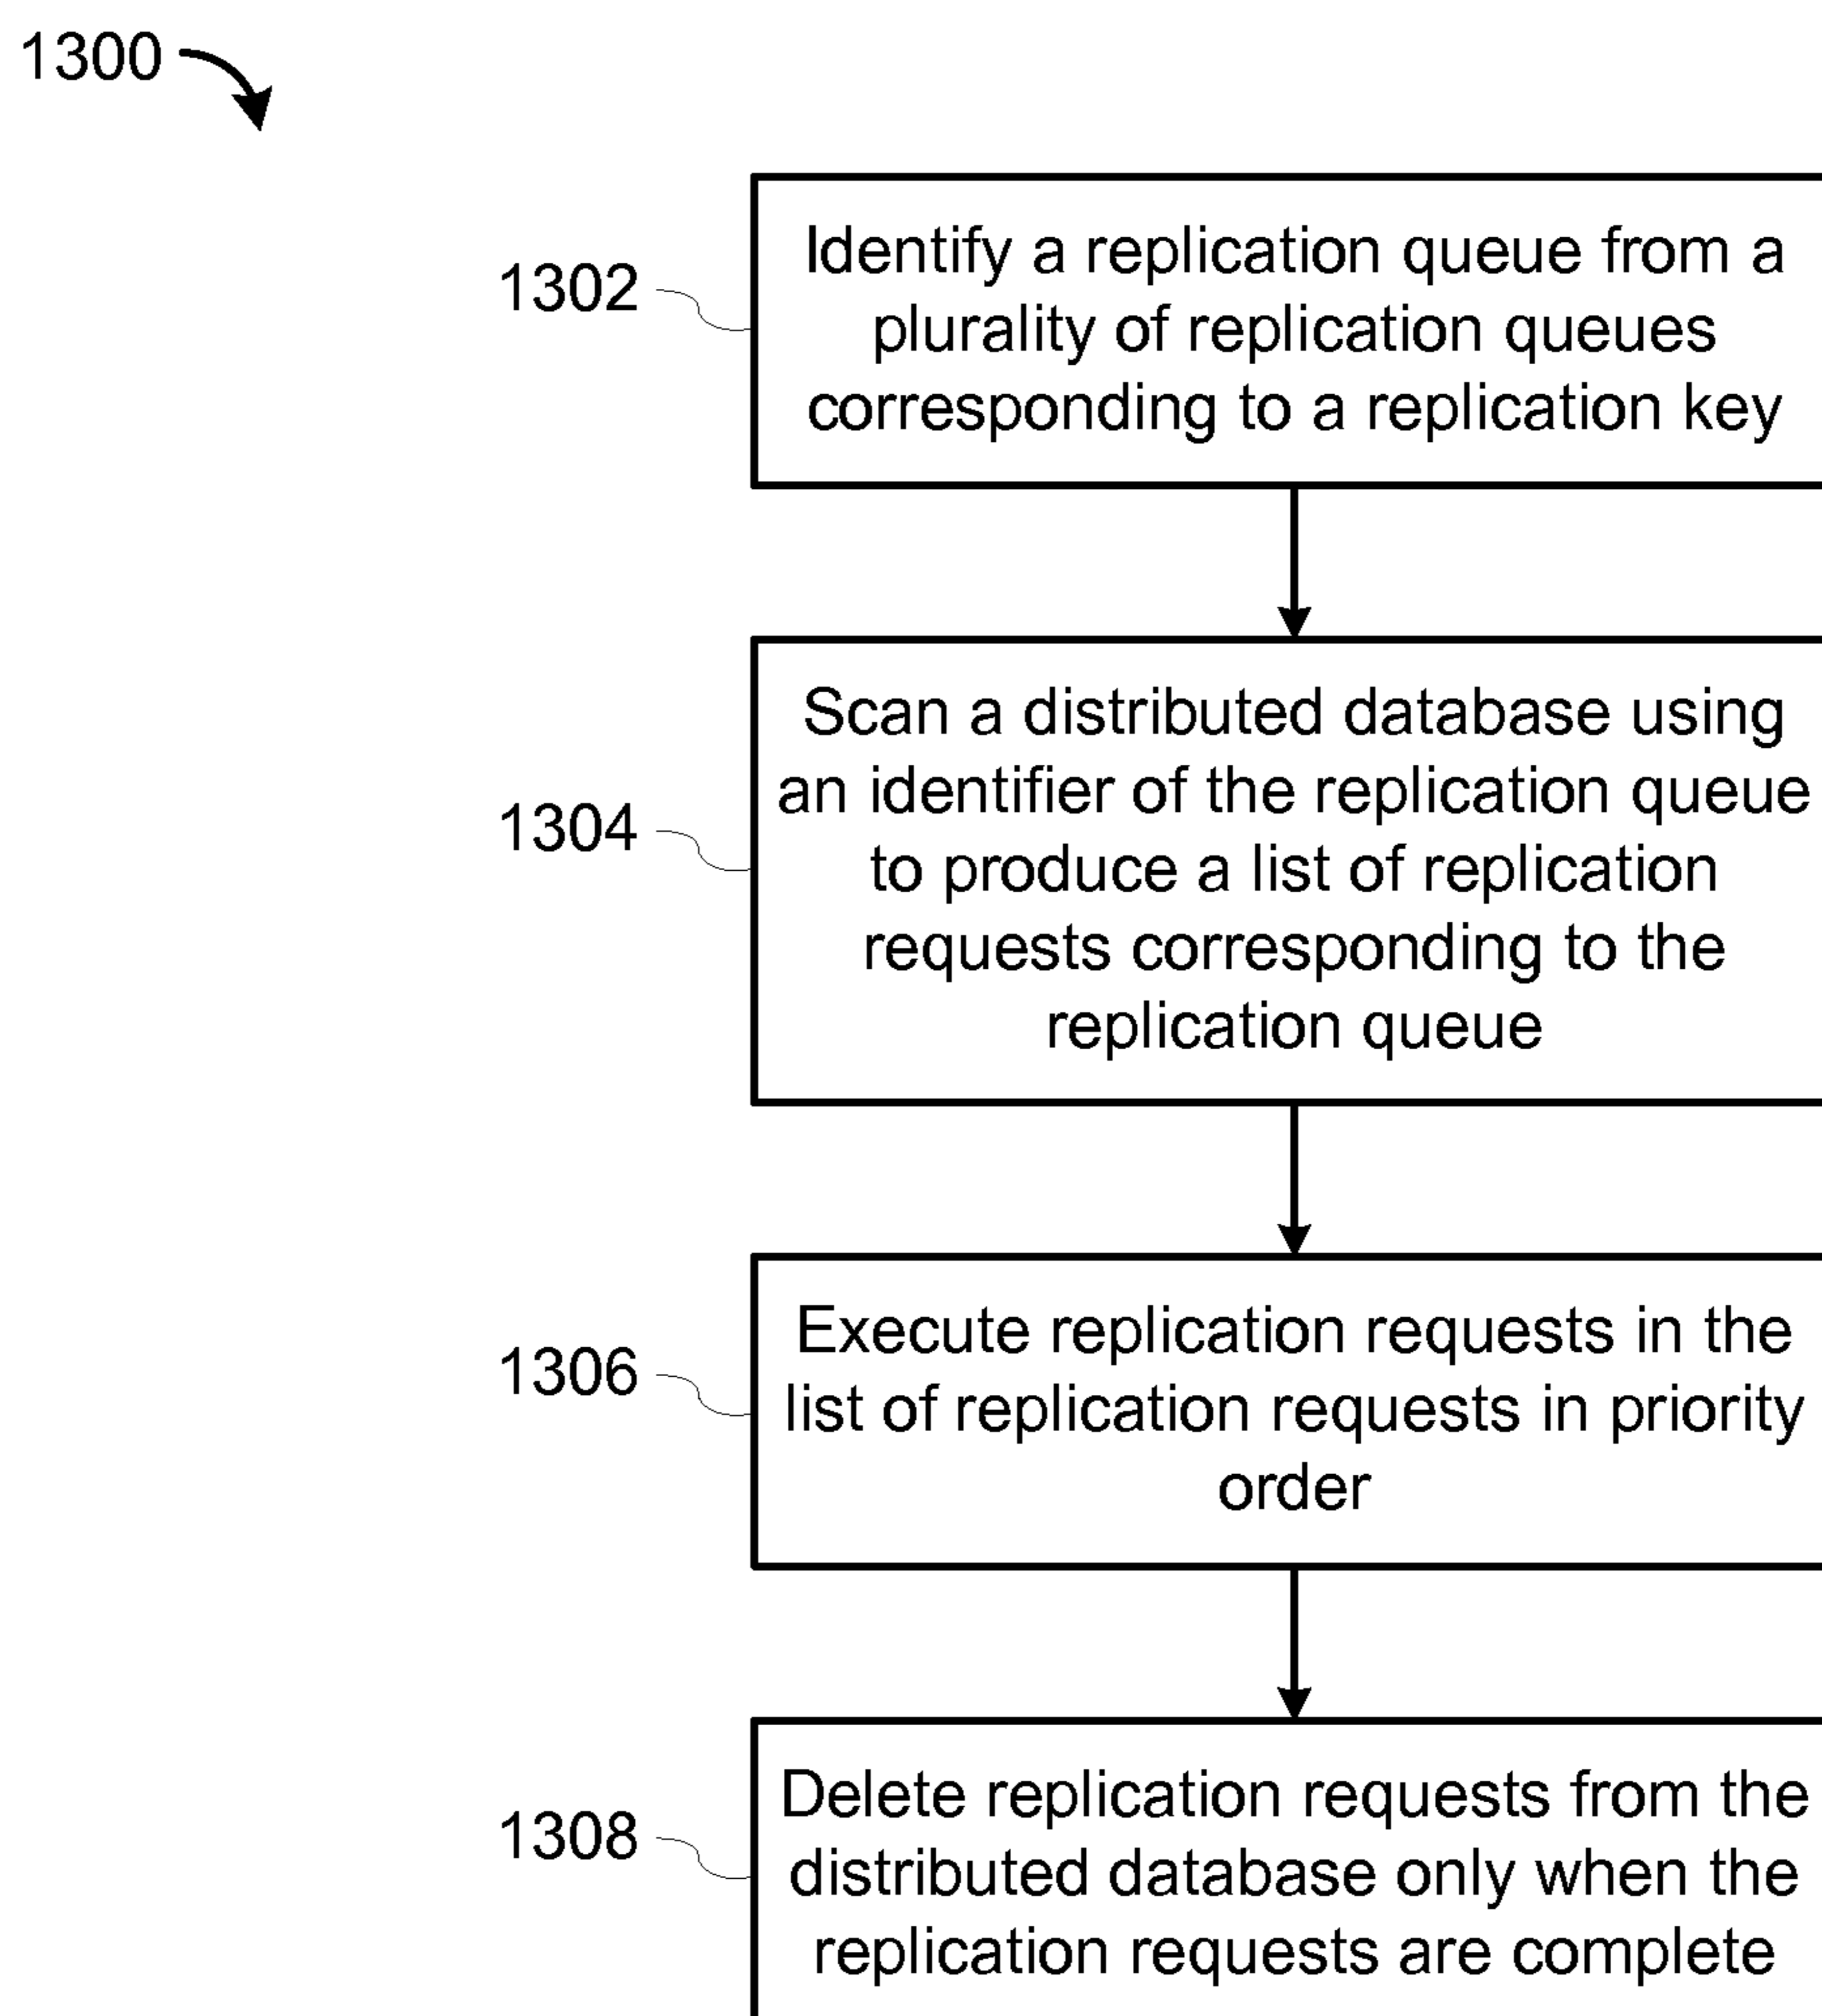 1300
1302
Identify a replication queue from a
plurality of replication queues
corresponding to a replication key
1304
Scan a distributed database using
an identifier of the replication queue
to produce a list of replication
requests corresponding to the
replication queue
1306
Execute replication requests in the
list of replication requests in priority
order
1308
Delete replication requests from the
distributed database only when the
replication requests are complete